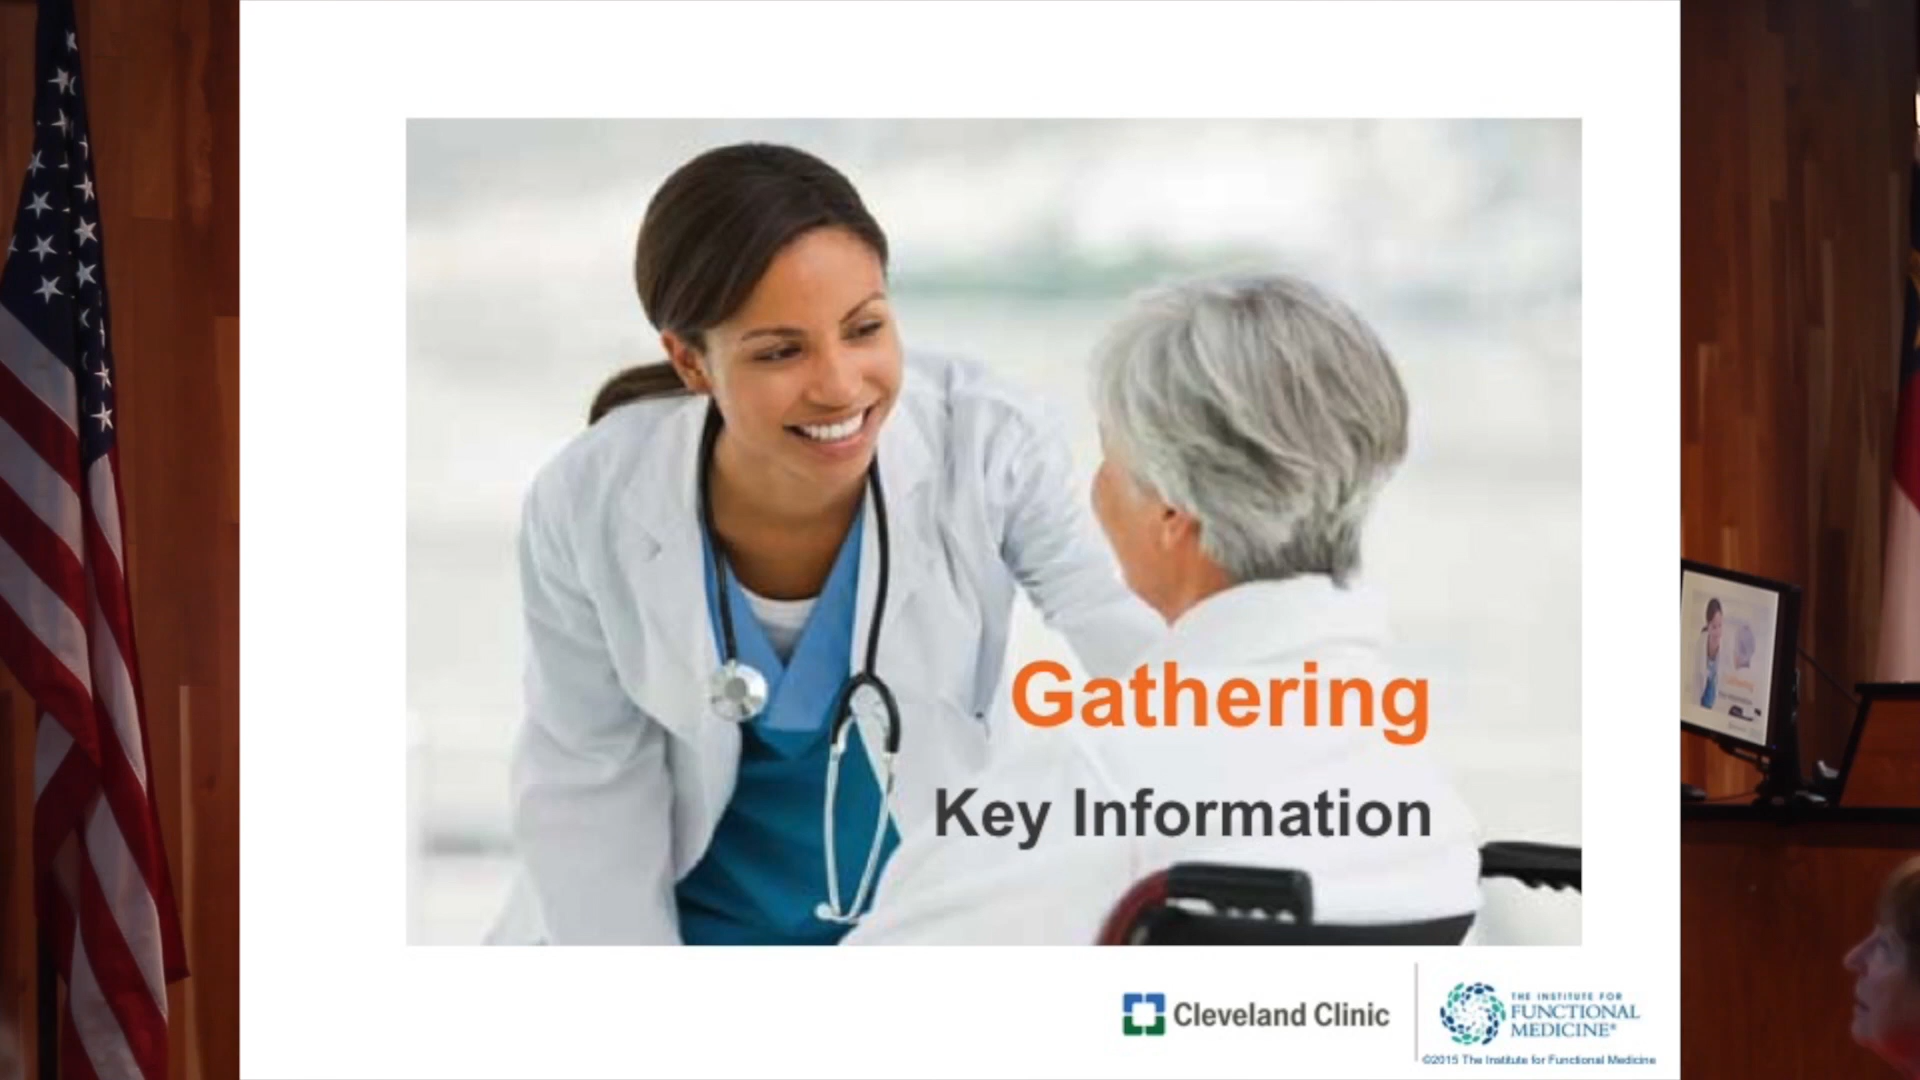 Gathering
Key Information
Cleveland Clinic
THE INSTITUTE FOR
FUNCTIONAL
MEDICINE®
©2015 The Institute for Functional Medicine